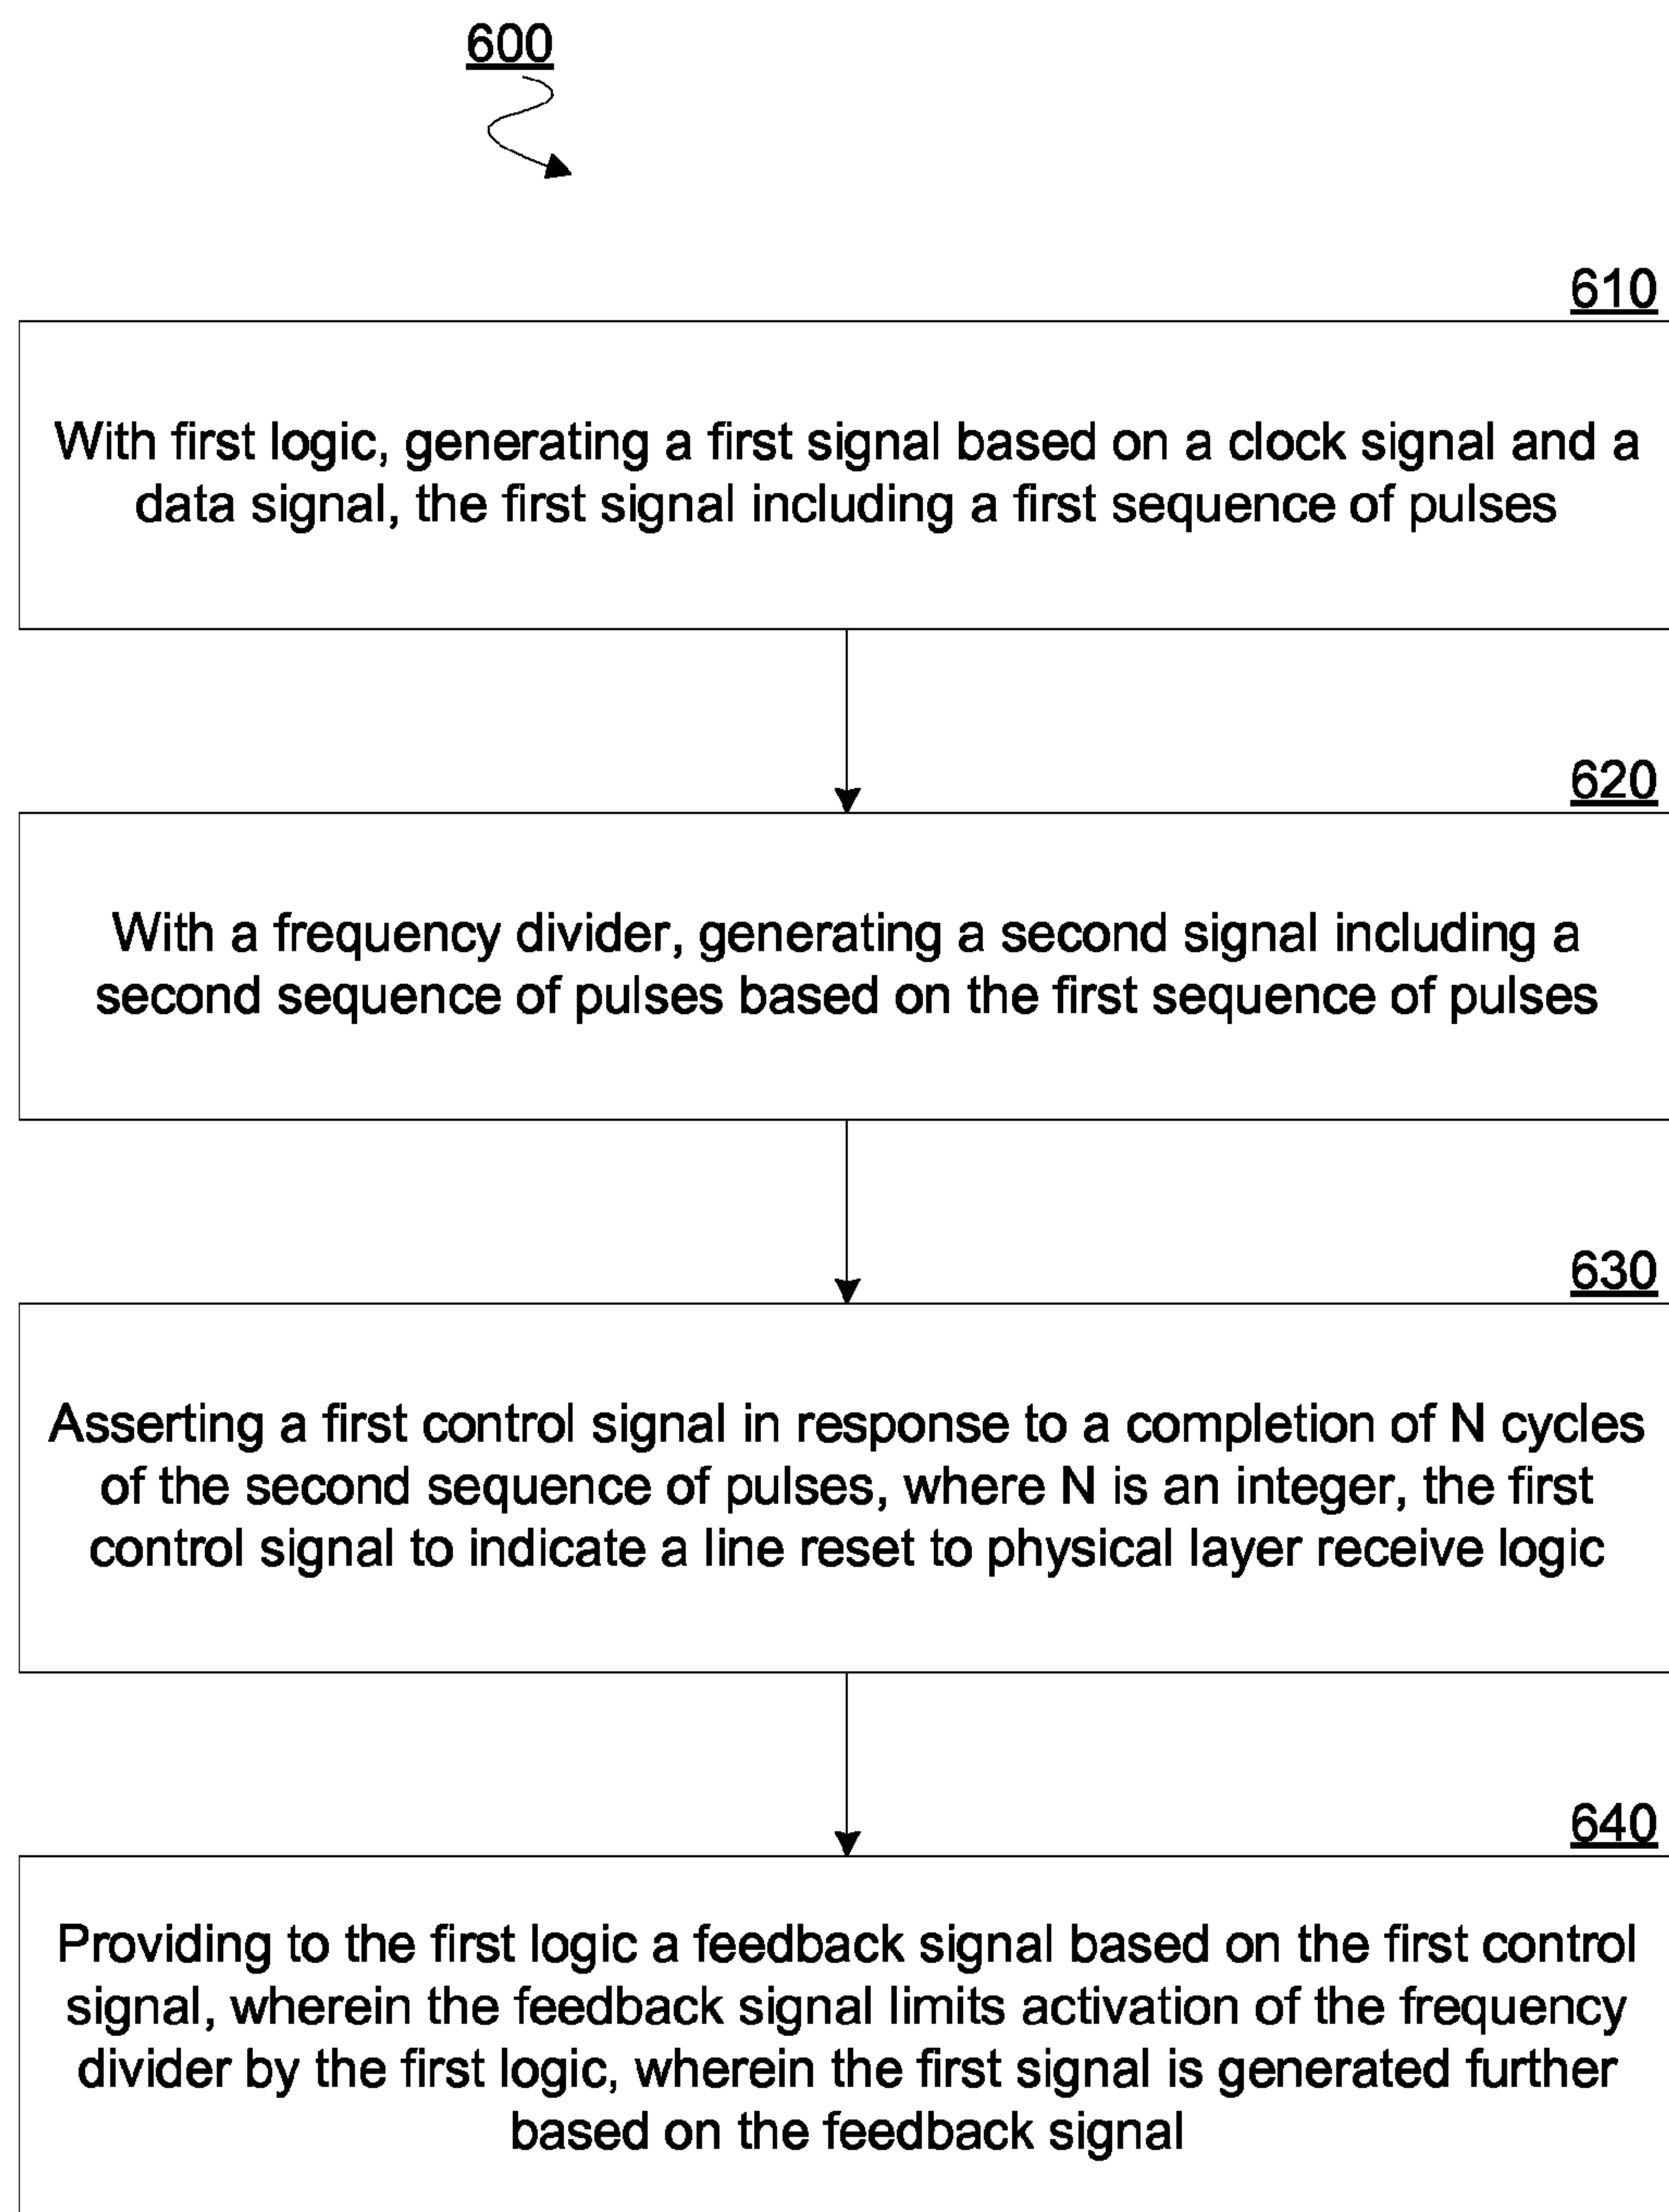 600
610
With first logic, generating a first signal based on a clock signal and a
data signal, the first signal including a first sequence of pulses
620
With a frequency divider, generating a second signal including a
second sequence of pulses based on the first sequence of pulses
630
Asserting a first control signal in response to a completion of N cycles
of the second sequence of pulses, where N is an integer, the first
control signal to indicate a line reset to physical layer receive logic
640
Providing to the first logic a feedback signal based on the first control
signal, wherein the feedback signal limits activation of the frequency
divider by the first logic, wherein the first signal is generated further
based on the feedback signal